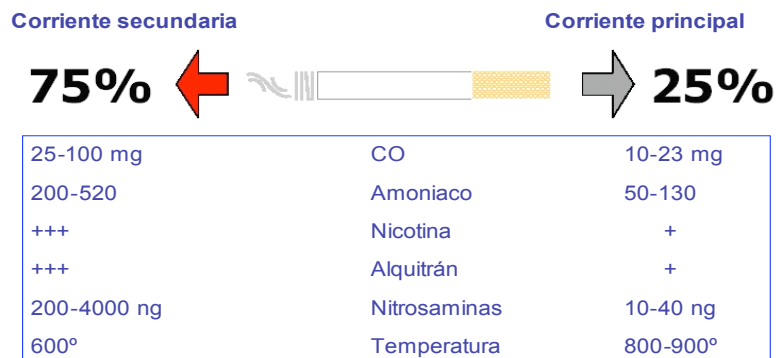 Corriente secundaria Corriente principal
75% 25%
25-100 mg CO 10-23 mg
200-520 Amoniaco 50-130
+++ Nicotina +
+++ Alquitrán +
200-4000 ng Nitrosaminas 10-40 ng
600º Temperatura 800-900º